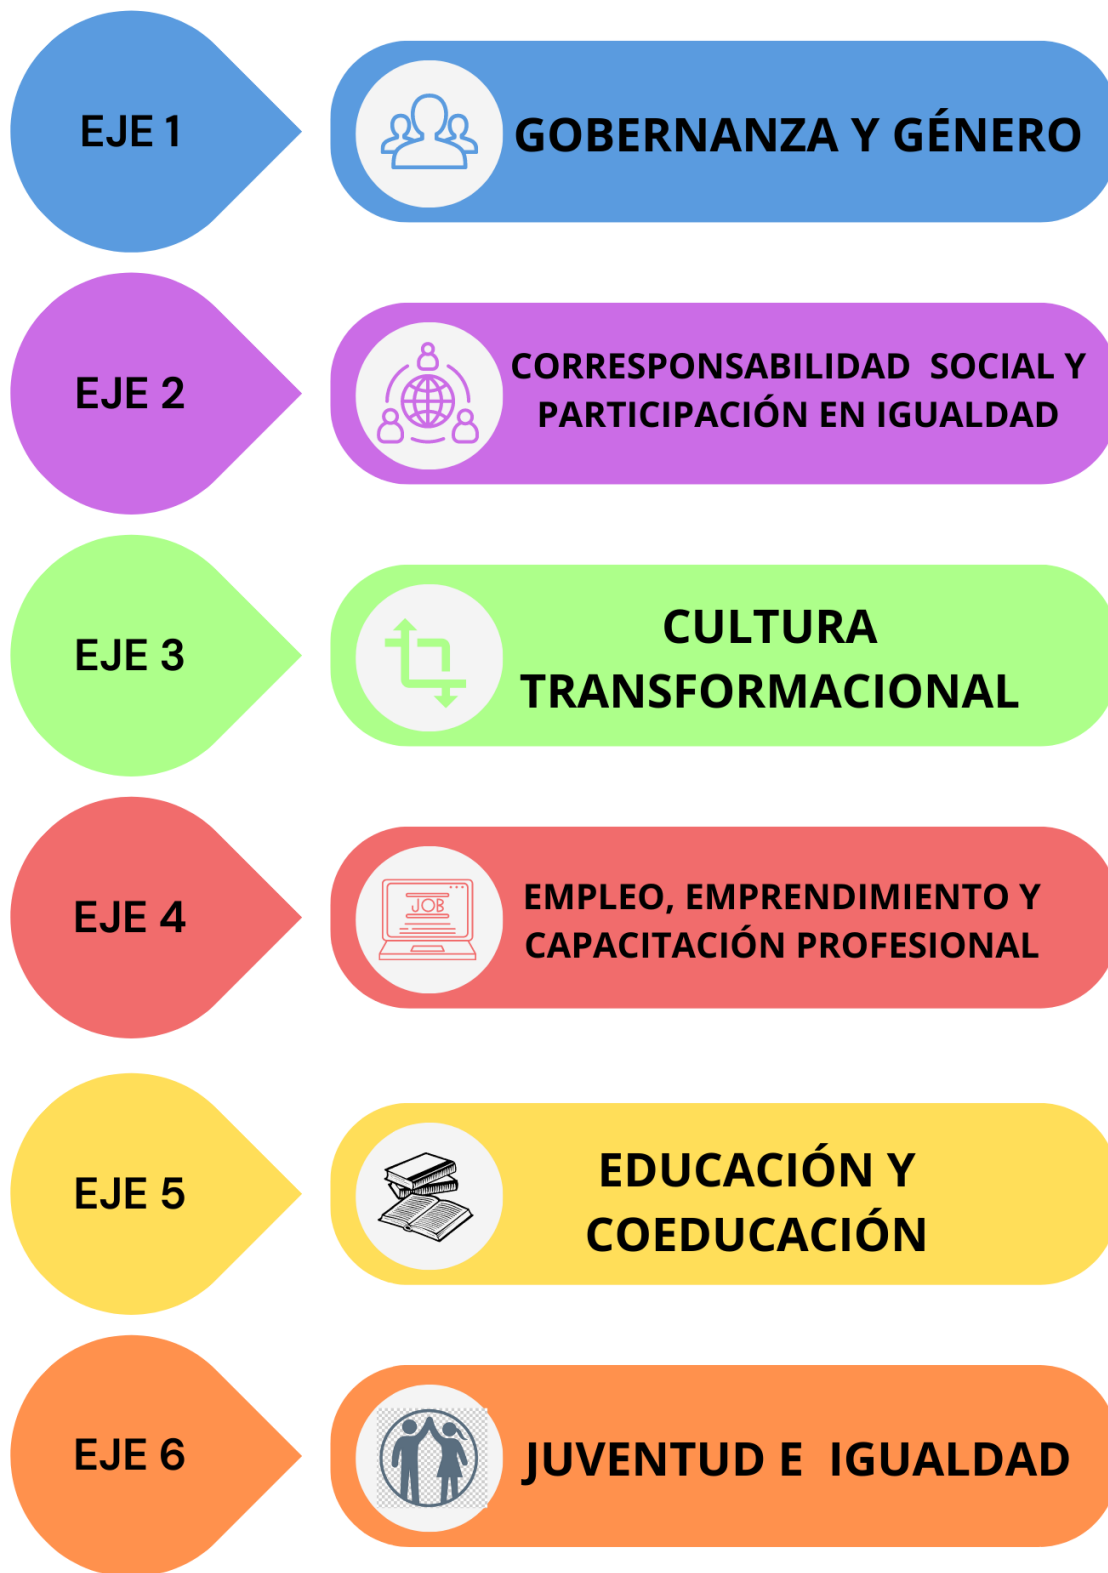 EJE 1
GOBERNANZA Y GÉNERO
EJE 2
CORRESPONSABILIDAD SOCIAL Y
PARTICIPACIÓN EN IGUALDAD
EJE 3
CULTURA
TRANSFORMACIONAL
EJE 4
JOB
EMPLEO, EMPRENDIMIENTO Y
CAPACITACIÓN PROFESIONAL
EJE 5
EDUCACIÓN Y
COEDUCACIÓN
EJE 6
JUVENTUD E IGUALDAD